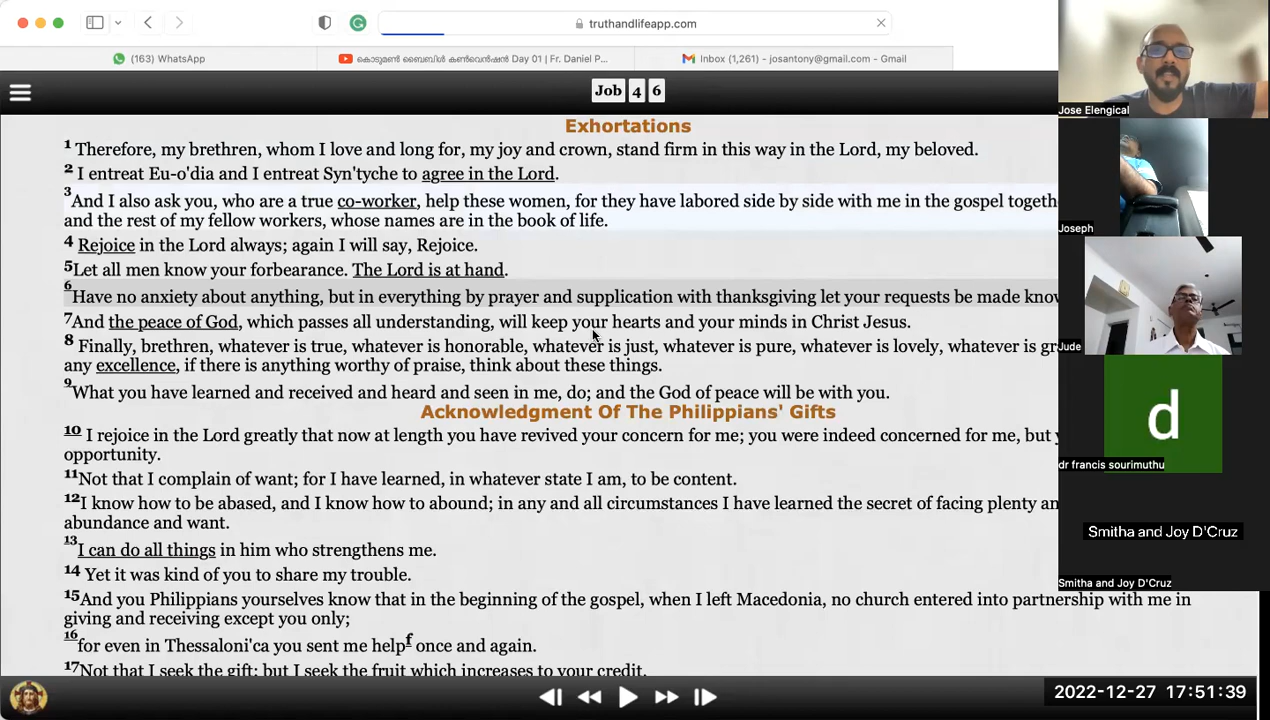 truthandlifeapp.com
(163) WhatsApp
കൊടുമൺ ബൈബിൾ കൺവെൻഷൻ Day 01 | Fr. Daniel P...
Inbox (1,261) - josantony@gmail.com - Gmail
Job 4 6
Exhortations
1 Therefore, my brethren, whom I love and long for, my joy and crown, stand firm in this way in the Lord, my beloved.
2 I entreat Eu-o'dia and I entreat Syn'tyche to agree in the Lord.
3 And I also ask you, who are a true co-worker, help these women, for they have labored side by side with me in the gospel togethe
and the rest of my fellow workers, whose names are in the book of life.
4 Rejoice in the Lord always; again I will say, Rejoice.
5 Let all men know your forbearance. The Lord is at hand.
6 Have no anxiety about anything, but in everything by prayer and supplication with thanksgiving let your requests be made know
7 And the peace of God, which passes all understanding, will keep your hearts and your minds in Christ Jesus.
8 Finally, brethren, whatever is true, whatever is honorable, whatever is just, whatever is pure, whatever is lovely, whatever is gr
any excellence, if there is anything worthy of praise, think about these things.
9 What you have learned and received and heard and seen in me, do; and the God of peace will be with you.
Acknowledgment Of The Philippians' Gifts
10 I rejoice in the Lord greatly that now at length you have revived your concern for me; you were indeed concerned for me, but y
opportunity.
11 Not that I complain of want; for I have learned, in whatever state I am, to be content.
12 I know how to be abased, and I know how to abound; in any and all circumstances I have learned the secret of facing plenty an
abundance and want.
13 I can do all things in him who strengthens me.
14 Yet it was kind of you to share my trouble.
15 And you Philippians yourselves know that in the beginning of the gospel, when I left Macedonia, no church entered into partnership with me in
giving and receiving except you only;
16 for even in Thessaloni'ca you sent me help f once and again.
17 Not that I seek the gift; but I seek the fruit which increases to your credit.
Jose Elengical
Joseph
Jude
d
dr francis sourimuthu
Smitha and Joy D'Cruz
Smitha and Joy D'Cruz
2022-12-27 17:51:39